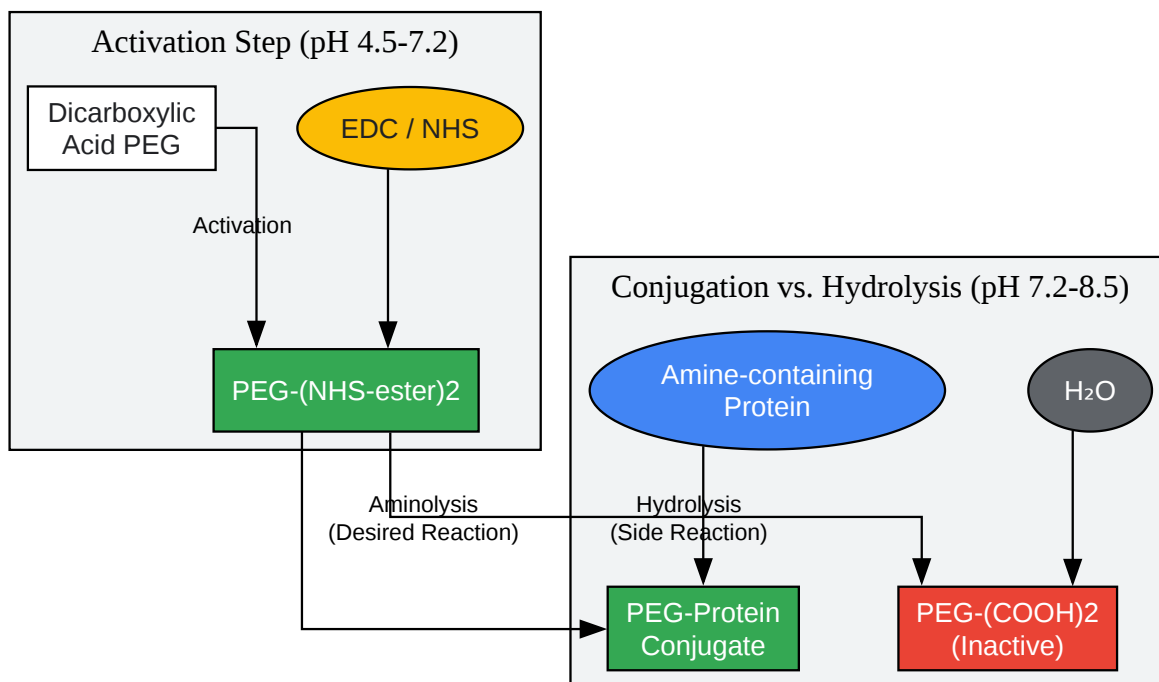 Activation Step (pH 4.5-7.2)
Dicarboxylic
Acid PEG
EDC / NHS
Activation
PEG-(NHS-ester)2
Conjugation vs. Hydrolysis (pH 7.2-8.5)
Amine-containing
Protein
H₂O
Aminolysis
(Desired Reaction)
Hydrolysis
(Side Reaction)
PEG-Protein
Conjugate
PEG-(COOH)2
(Inactive)